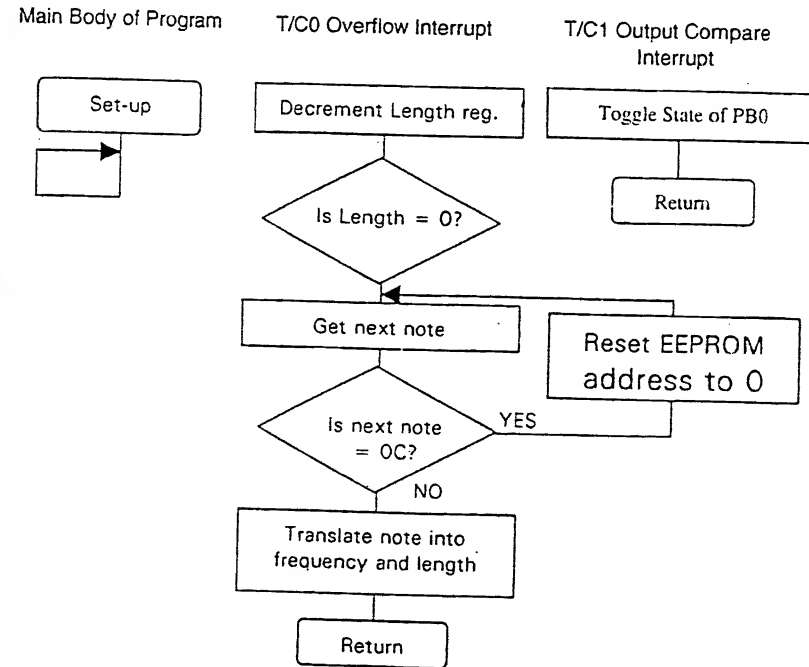 Main Body of Program
T/C0 Overflow Interrupt
T/C1 Output Compare
Interrupt
Set-up
Decrement Length reg.
Toggle State of PB0
Is Length = 0?
Return
Get next note
Reset EEPROM
address to 0
Is next note
= 0C?
YES
NO
Translate note into
frequency and length
Return